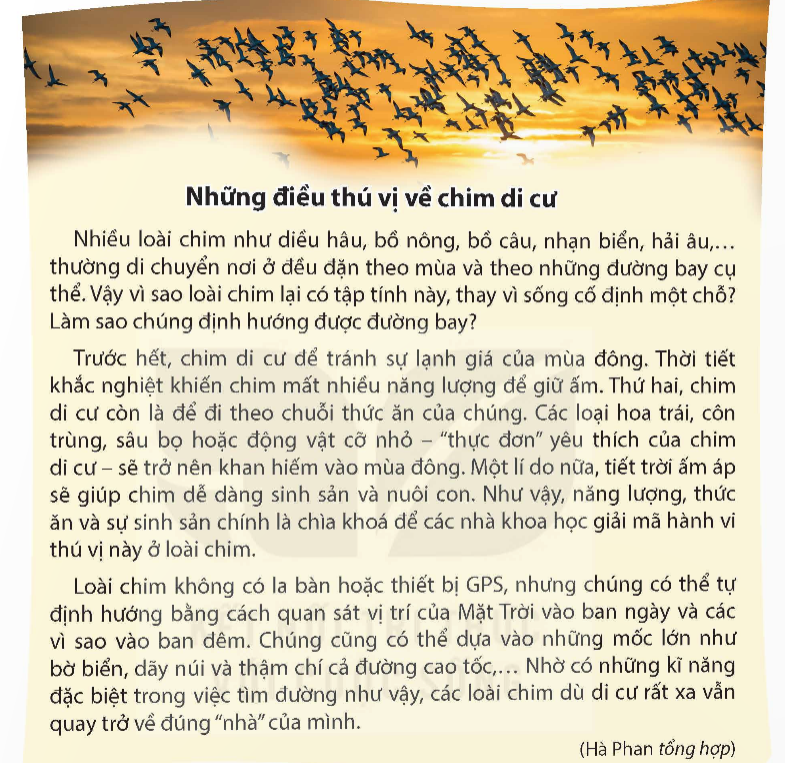 Những điều thú vị về chim di cư
Nhiều loài chim như diều hâu, bồ nông, bồ câu, nhạn biển, hải âu,...
thường di chuyển nơi ở đều đặn theo mùa và theo những đường bay cụ
thể. Vậy vì sao loài chim lại có tập tính này, thay vì sống cố định một chỗ?
Làm sao chúng định hướng được đường bay?
Trước hết, chim di cư để tránh sự lạnh giá của mùa đông. Thời tiết
khắc nghiệt khiến chim mất nhiều năng lượng để giữ ấm. Thứ hai, chim
di cư còn là để đi theo chuỗi thức ăn của chúng. Các loại hoa trái, côn
trùng, sâu bọ hoặc động vật cỡ nhỏ – “thực đơn” yêu thích của chim
di cư – sẽ trở nên khan hiếm vào mùa đông. Một lí do nữa, tiết trời ấm áp
sẽ giúp chim dễ dàng sinh sản và nuôi con. Như vậy, năng lượng, thức
ăn và sự sinh sản chính là chìa khoá để các nhà khoa học giải mã hành vi
thú vị này ở loài chim.
Loài chim không có la bàn hoặc thiết bị GPS, nhưng chúng có thể tự
định hướng bằng cách quan sát vị trí của Mặt Trời vào ban ngày và các
vì sao vào ban đêm. Chúng cũng có thể dựa vào những mốc lớn như
bờ biển, dãy núi và thậm chí cả đường cao tốc,... Nhờ có những kĩ năng
đặc biệt trong việc tìm đường như vậy, các loài chim dù di cư rất xa vẫn
quay trở về đúng “nhà” của mình.
(Hà Phan tổng hợp)